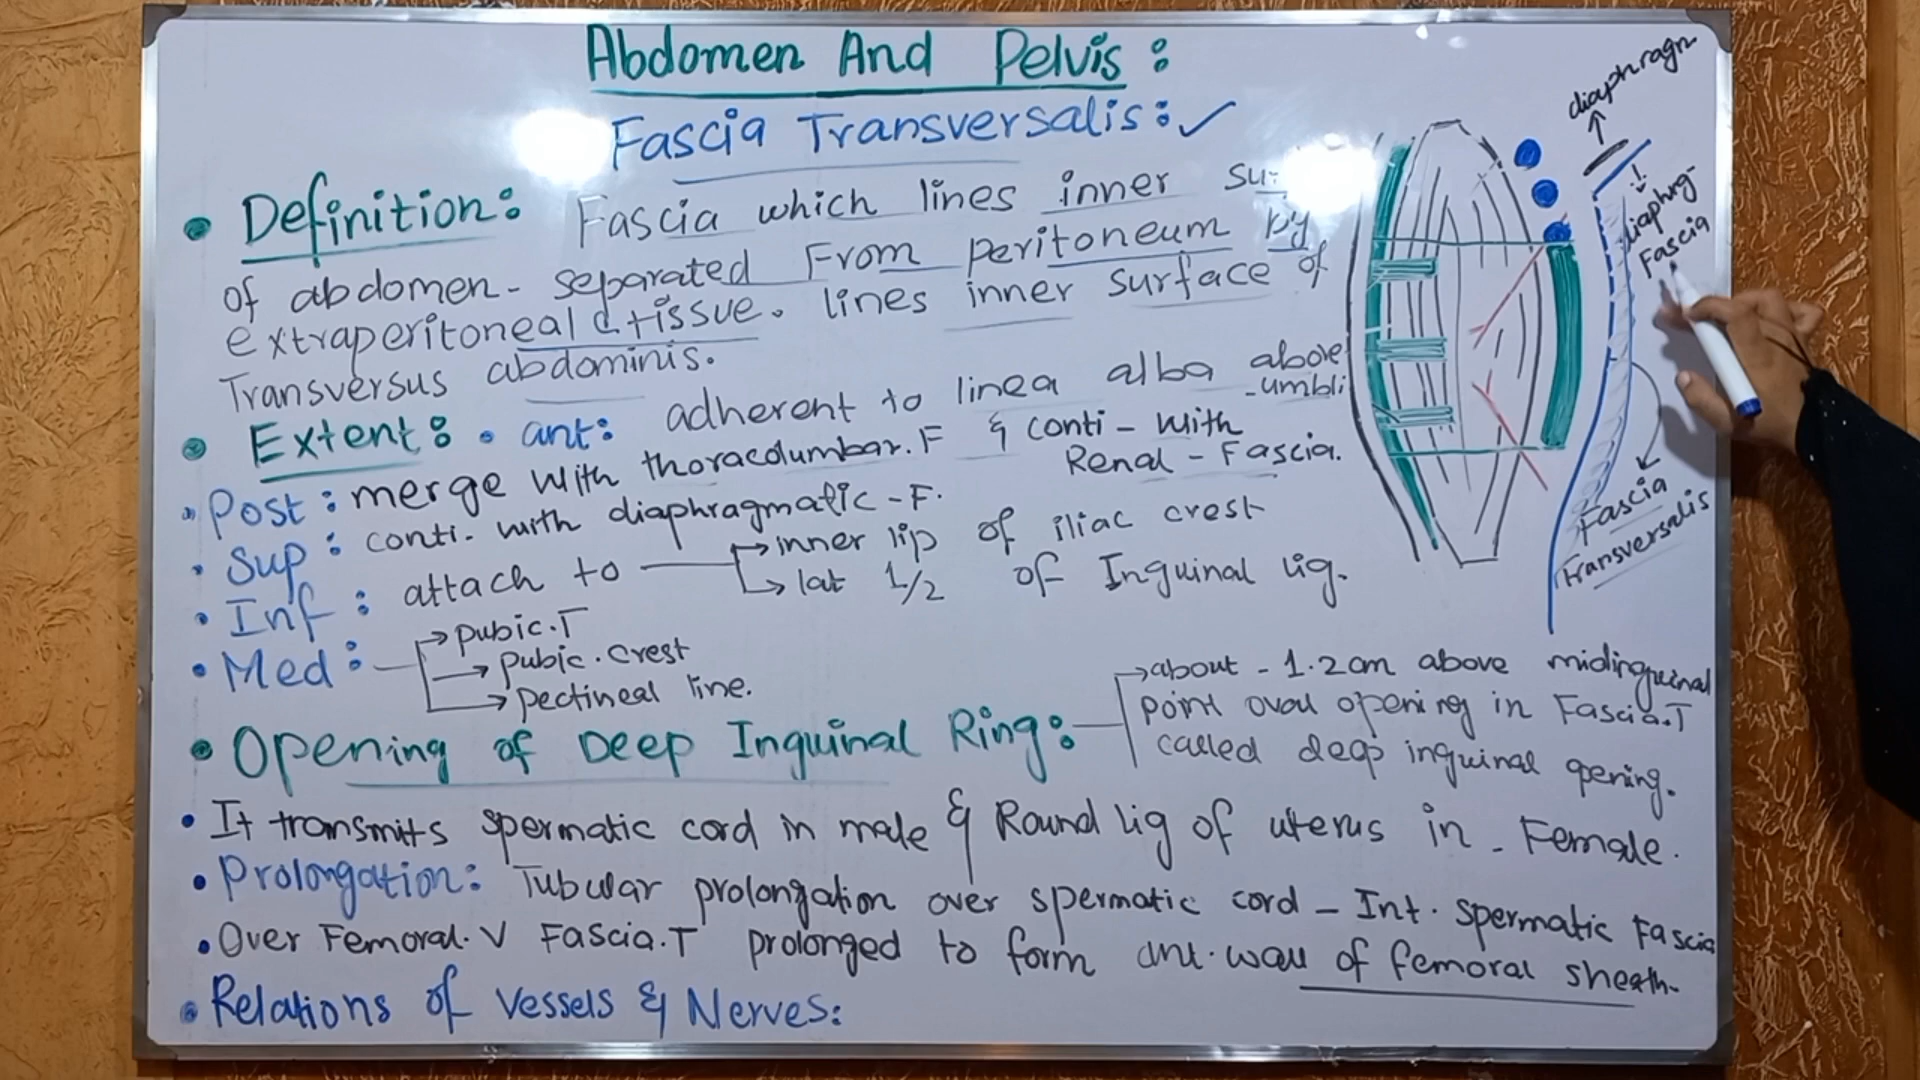 Abdomen And Pelvis:
Fascia Transversalis:✓
• Definition: Fascia which lines inner su-
of abdomen - separated From peritoneum by
extraperitoneal c tissue. lines inner surface of
Transversus abdominis.
• Extent: • ant: adherent to linea alba above
-umbli
• Post: merge with thoracolumbar.F & conti - with
Renal - Fascia.
• Sup: conti. with diaphragmatic - F.
• Inf: attach to → inner lip of iliac crest
→ lat 1/2 of Inguinal lig.
• Med: → pubic.T
→ pubic.crest
→ pectineal line.
• Opening of Deep Inguinal Ring: → about - 1.2cm above midinguinal
point oval opening in Fascia.T
called deep inguinal opening.
• It transmits spermatic cord in male & Round lig of uterus in - Female.
• Prolongation: Tubular prolongation over spermatic cord - Int. spermatic Fascia
• Over Femoral.V Fascia.T prolonged to form ant.wall of femoral sheath-
• Relations of Vessels & Nerves:
diaphragn
diaphrg-
Fascia
Fascia
Transversalis